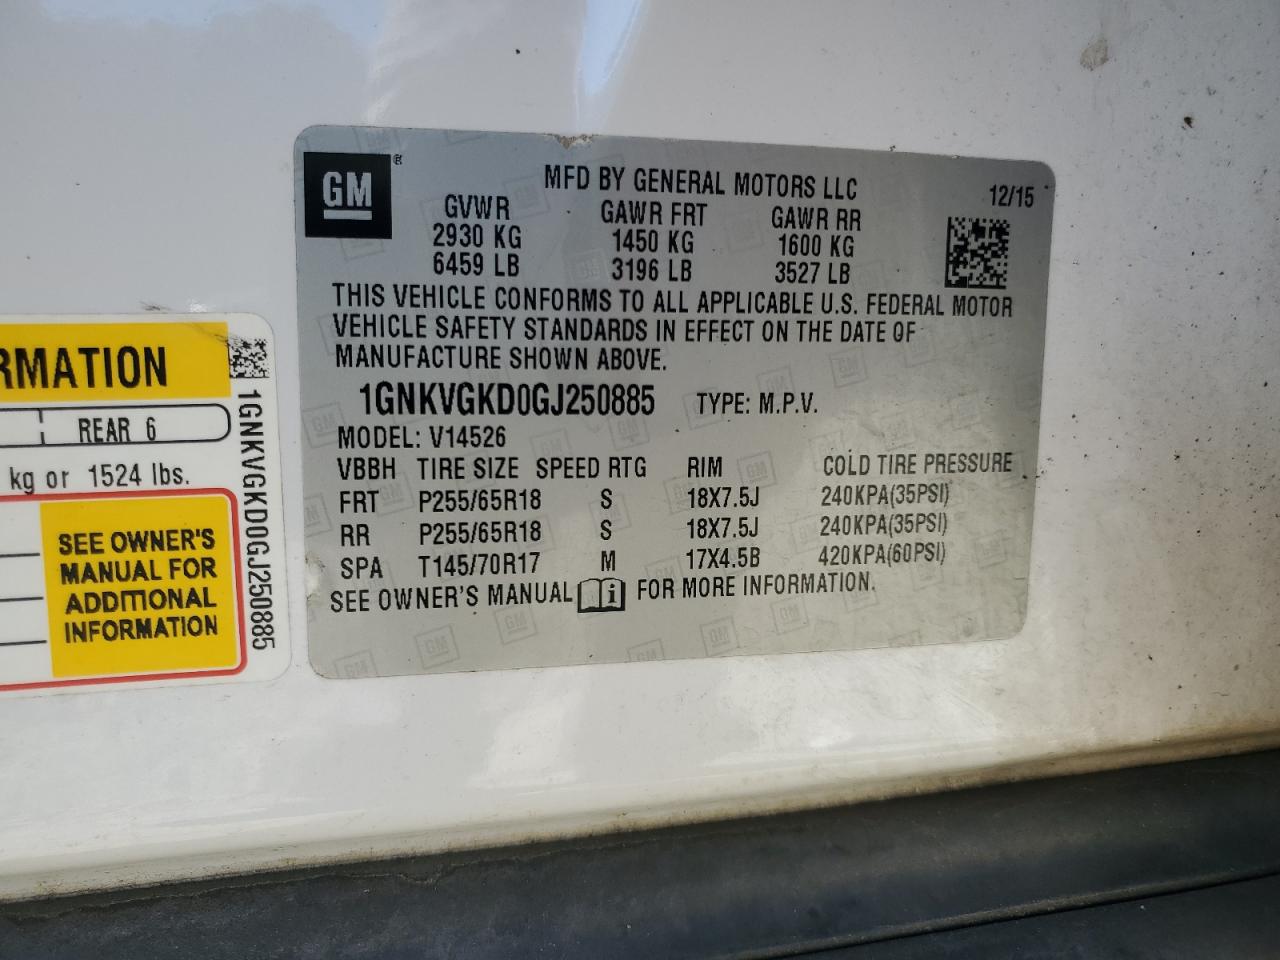 RMATION
REAR 6
kg or 1524 lbs.
SEE OWNER'S
MANUAL FOR
ADDITIONAL
INFORMATION
1GNKVGKD0GJ250885
GM
®
MFD BY GENERAL MOTORS LLC
12/15
GVWR GAWR FRT GAWR RR
2930 KG 1450 KG 1600 KG
6459 LB 3196 LB 3527 LB
THIS VEHICLE CONFORMS TO ALL APPLICABLE U.S. FEDERAL MOTOR
VEHICLE SAFETY STANDARDS IN EFFECT ON THE DATE OF
MANUFACTURE SHOWN ABOVE.
1GNKVGKD0GJ250885 TYPE: M.P.V.
MODEL: V14526
VBBH TIRE SIZE SPEED RTG RIM COLD TIRE PRESSURE
FRT P255/65R18 S 18X7.5J 240KPA(35PSI)
RR P255/65R18 S 18X7.5J 240KPA(35PSI)
SPA T145/70R17 M 17X4.5B 420KPA(60PSI)
SEE OWNER'S MANUAL i FOR MORE INFORMATION.